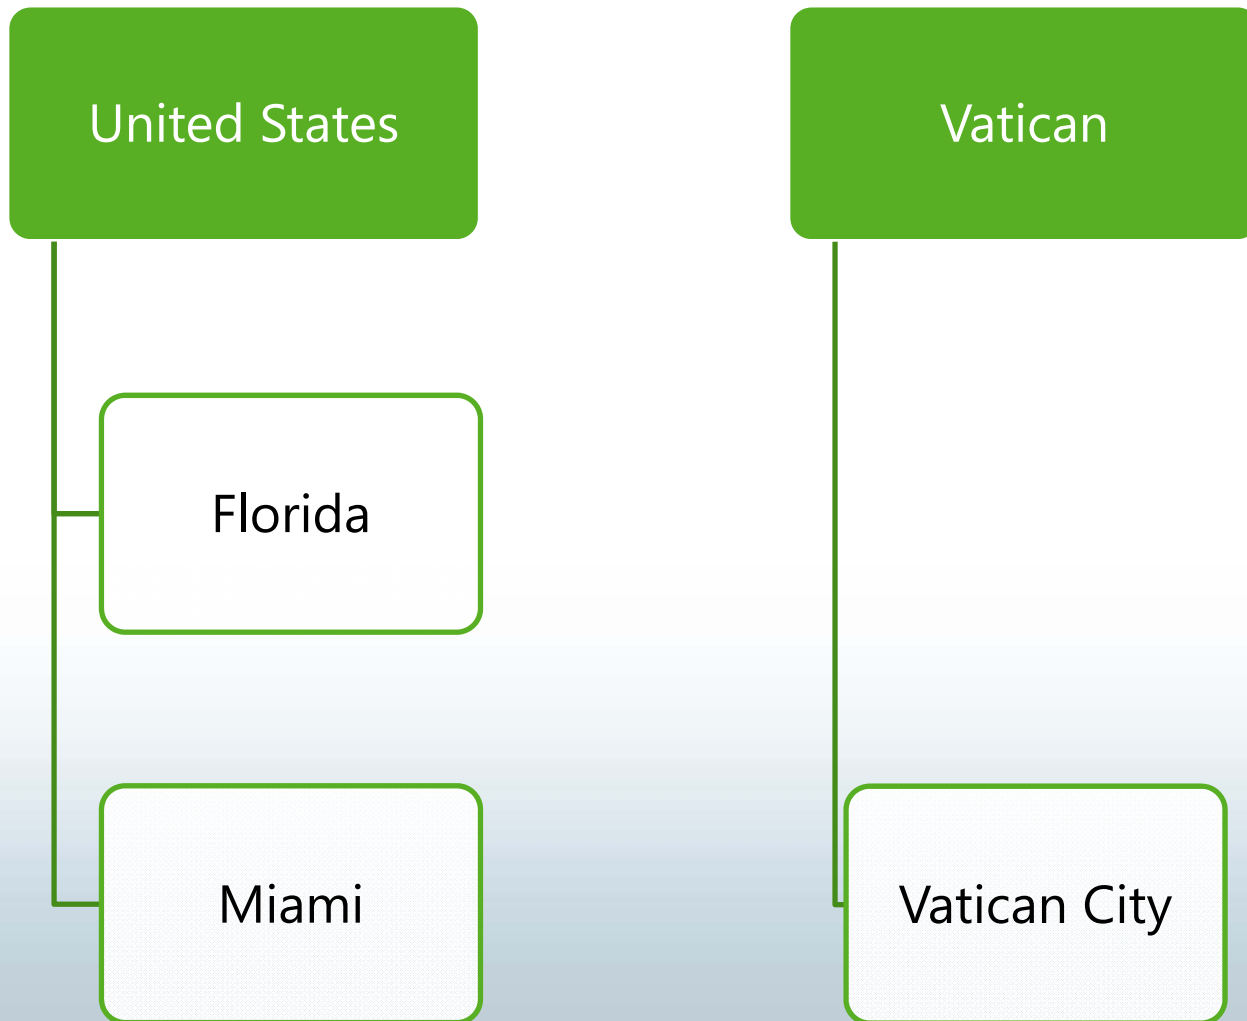 United States
Vatican
Florida
Miami
Vatican City